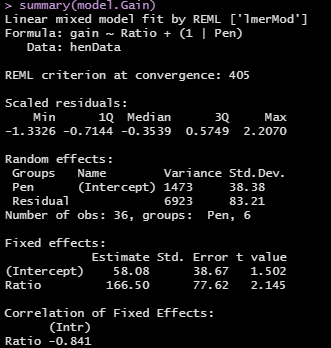 > summary(model.Gain)
Linear mixed model fit by REML ['lmerMod']
Formula: gain ~ Ratio + (1 | Pen)
   Data: henData

REML criterion at convergence: 405

Scaled residuals:
    Min      1Q  Median      3Q     Max
-1.3326 -0.7144 -0.3539  0.5749  2.2070

Random effects:
 Groups   Name        Variance Std.Dev.
 Pen      (Intercept) 1473     38.38
 Residual             6923     83.21
Number of obs: 36, groups:  Pen, 6

Fixed effects:
            Estimate Std. Error t value
(Intercept)    58.08      38.67   1.502
Ratio         166.50      77.62   2.145

Correlation of Fixed Effects:
      (Intr)
Ratio -0.841